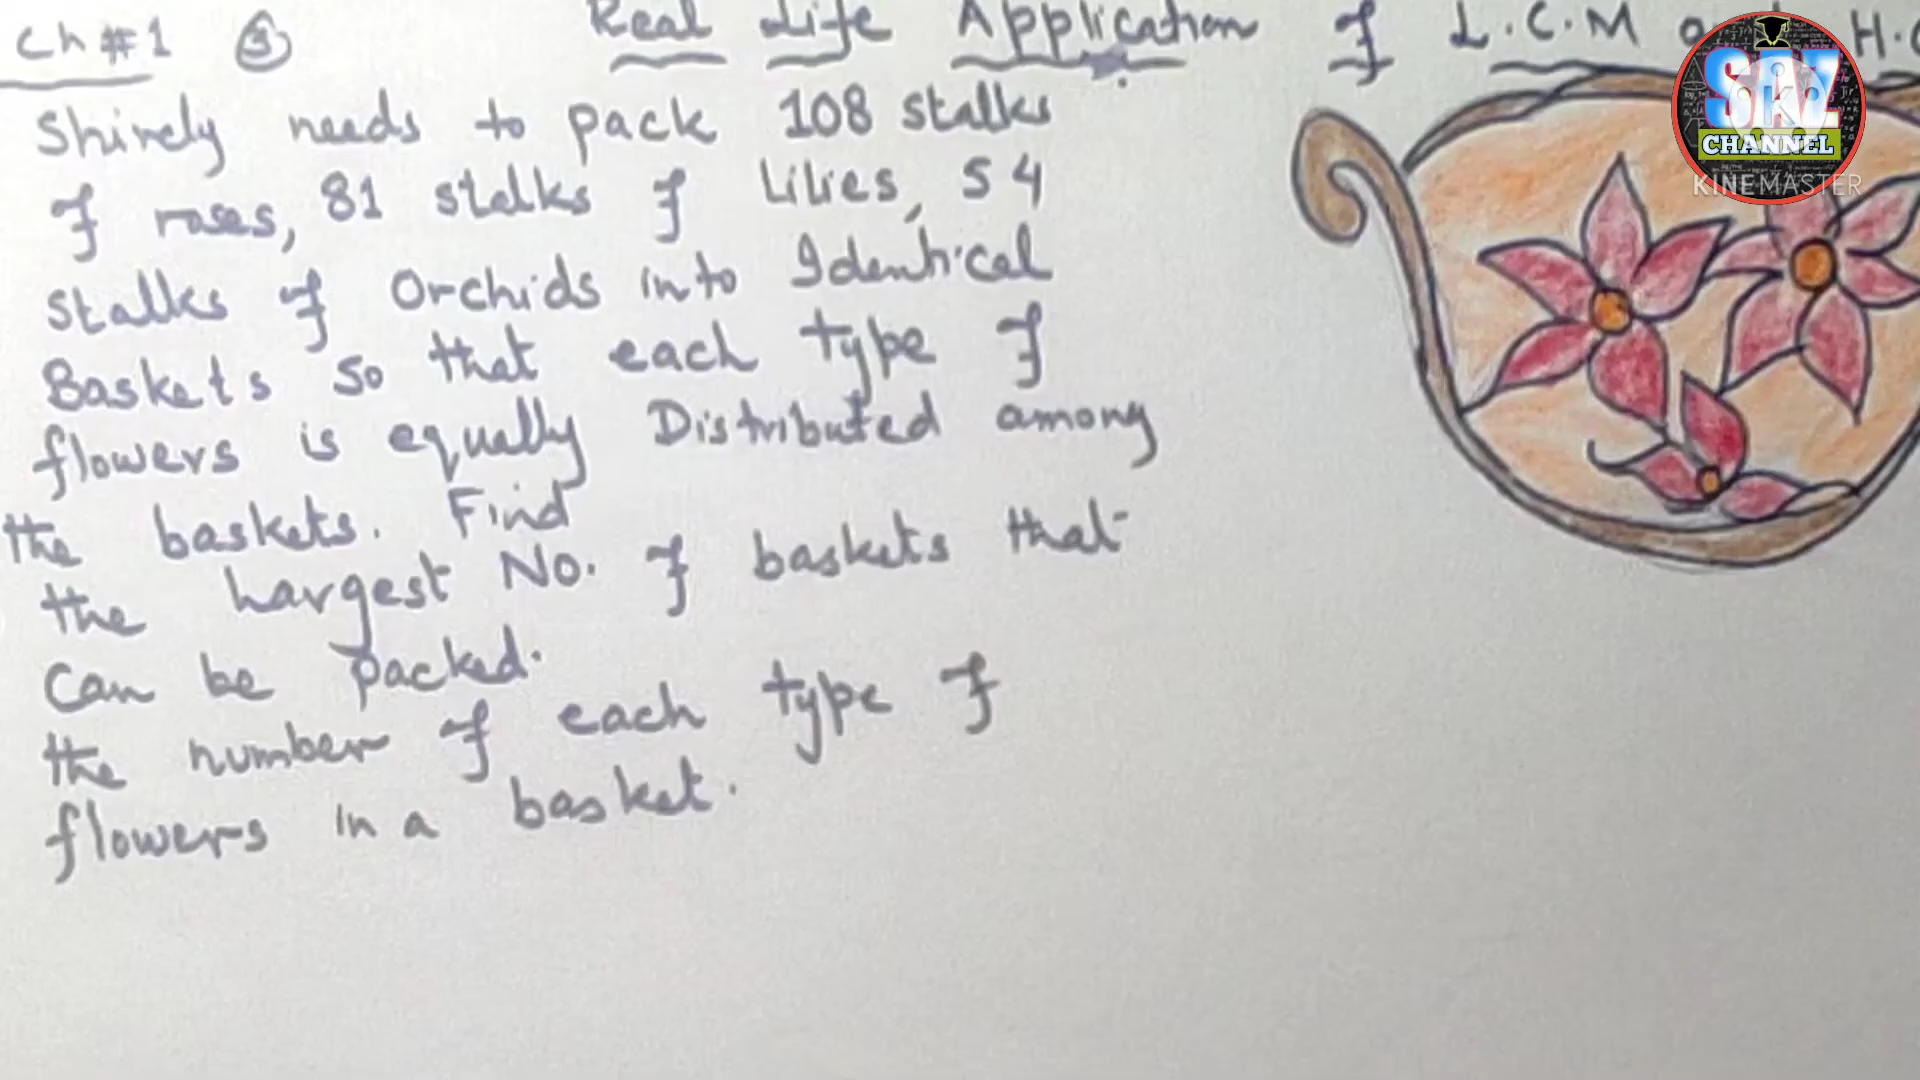 Ch #1 3 Real Life Application of L.C.M and H.C
Shirely needs to pack 108 stalks
of roses, 81 stalks of Lilies, 54
stalks of Orchids into Identical
Baskets so that each type of
flowers is equally Distributed among
the baskets. Find
the Largest No. of baskets that
Can be packed.
the number of each type of
flowers in a basket.
SAZ
CHANNEL
KINEMASTER